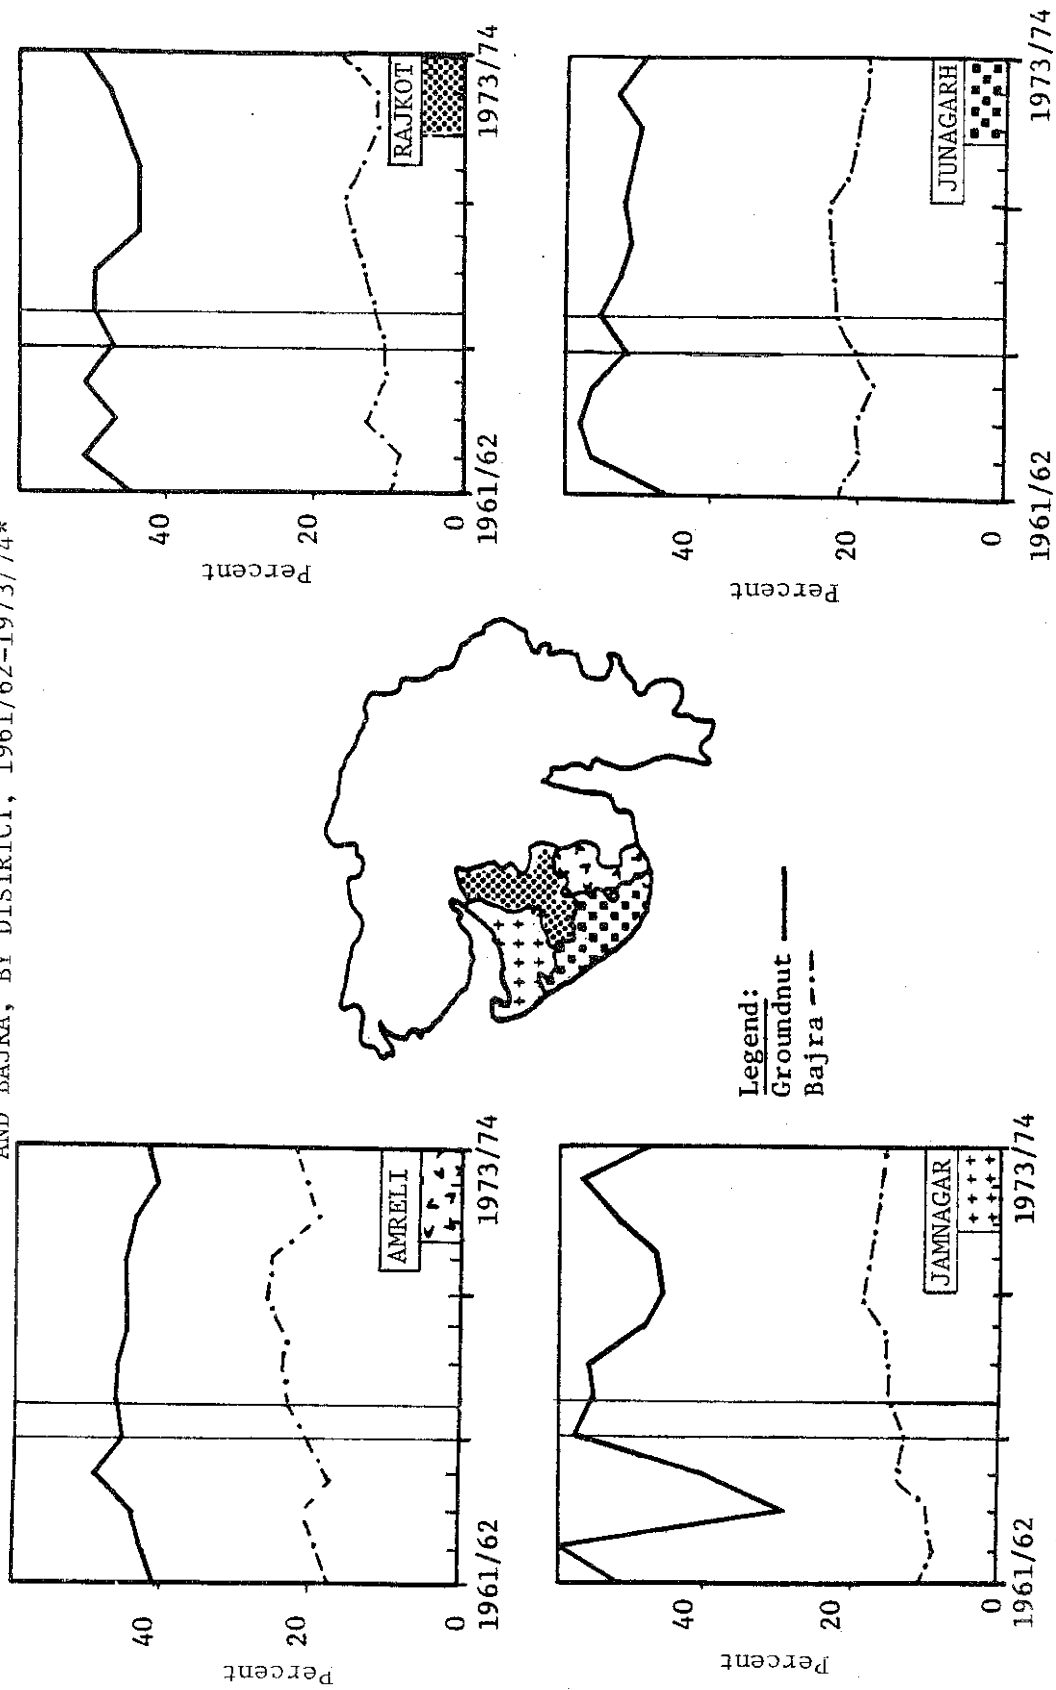 AND BAJRA, BY DISTRICT, 1961/62-1973/74*
Percent
40
20
0
1961/62
1973/74
AMRELI
Percent
40
20
0
1961/62
1973/74
RAJKOT
Legend:
Groundnut
Bajra
Percent
40
20
0
1961/62
1973/74
JAMNAGAR
Percent
40
20
0
1961/62
1973/74
JUNAGARH